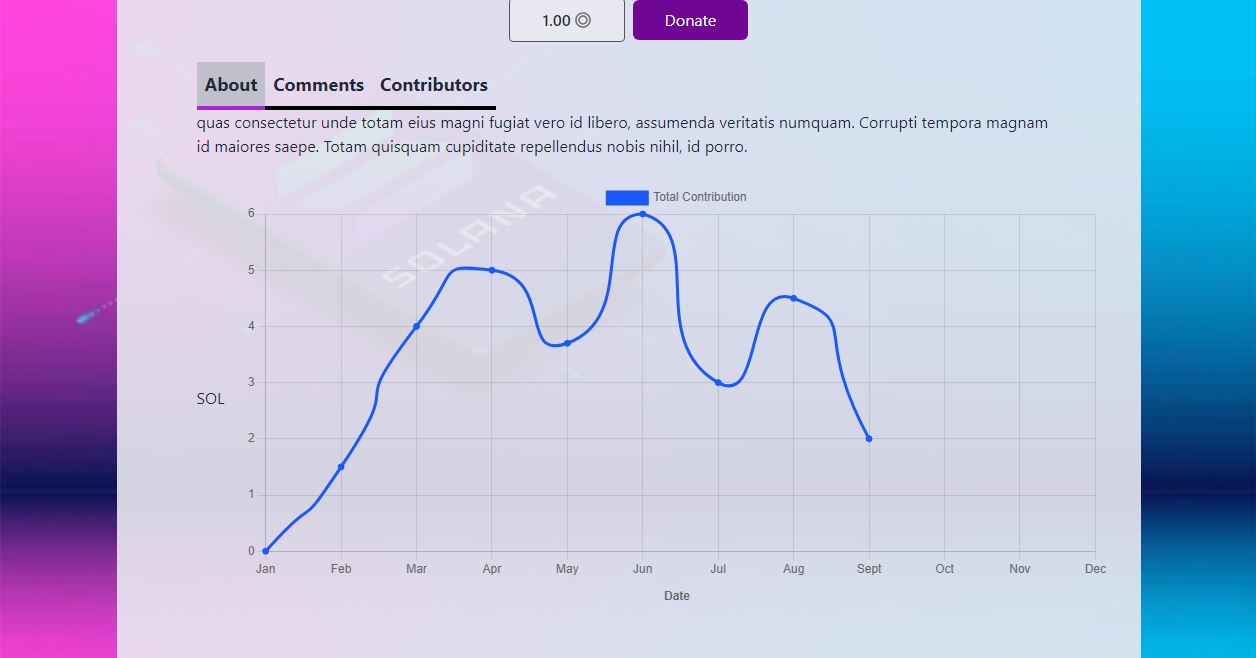 1.00
Donate
About Comments Contributors
quas consectetur unde totam eius magni fugiat vero id libero, assumenda veritatis numquam. Corrupti tempora magnam
id maiores saepe. Totam quisquam cupiditate repellendus nobis nihil, id porro.
Total Contribution
SOLANA
6
5
4
3
SOL
2
1
0
Jan Feb Mar Apr May Jun Jul Aug Sept Oct Nov Dec
Date